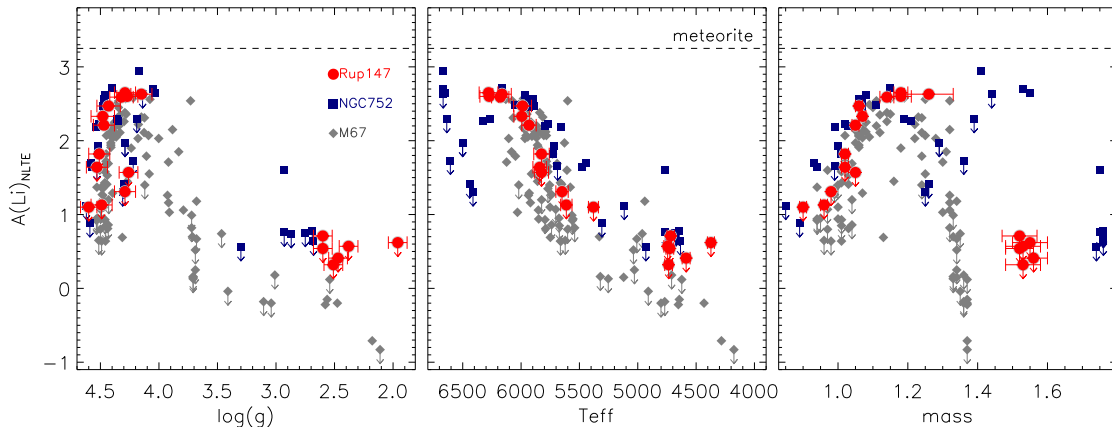 meteorite
Rup147
NGC752
M67
A(Li)NLTE
3
2
1
0
−1
4.5 4.0 3.5 3.0 2.5 2.0
log(g)
6500 6000 5500 5000 4500 4000
Teff
1.0 1.2 1.4 1.6
mass